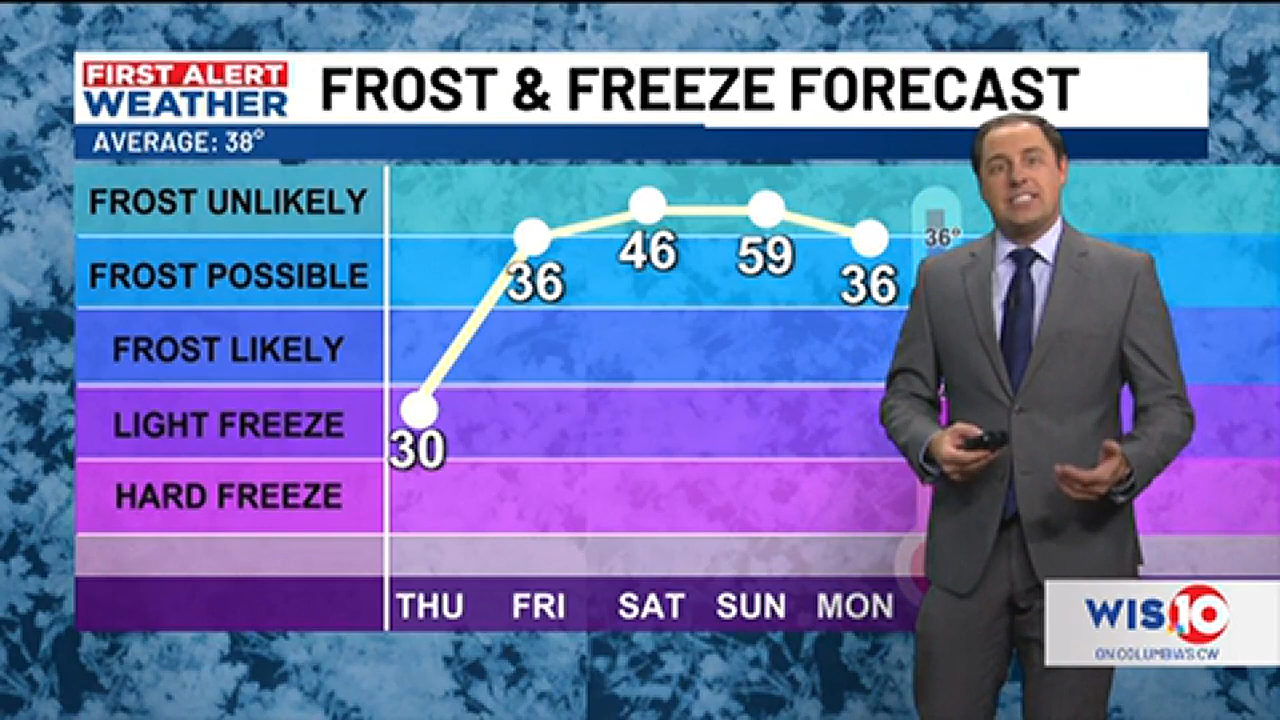 FIRST ALERT
WEATHER
FROST & FREEZE FORECAST
AVERAGE: 38°
FROST UNLIKELY
FROST POSSIBLE
FROST LIKELY
LIGHT FREEZE
HARD FREEZE
30
36
46
59
36
36°
THU FRI SAT SUN MON
WIS10
ON COLUMBIA'S CW